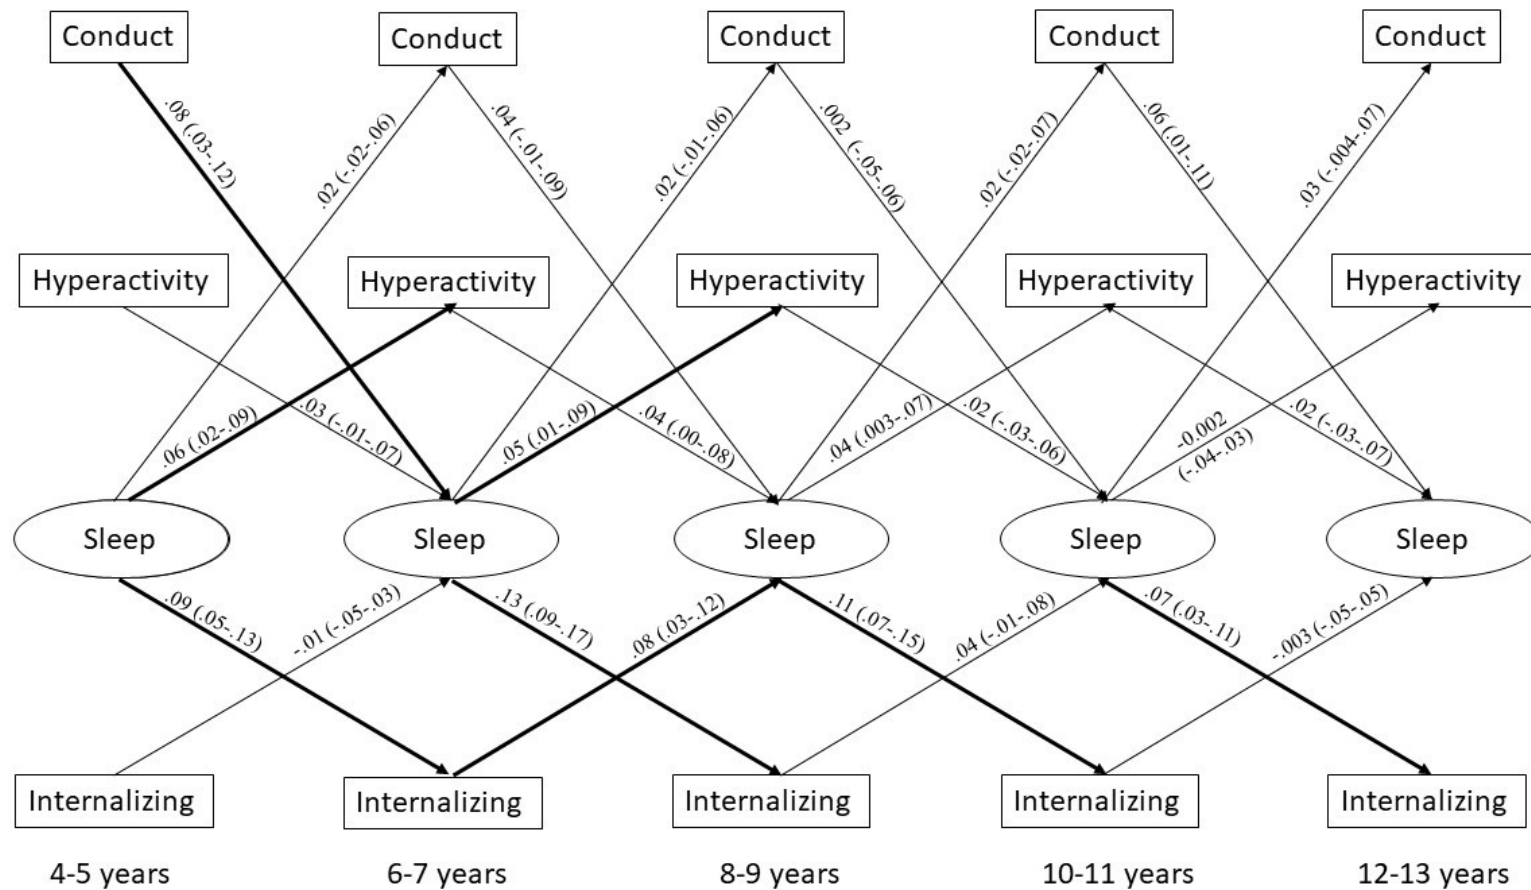 Conduct
Conduct
Conduct
Conduct
Conduct
.08 (.03-.12)
.02 (-.02-.06)
.04 (-.01-.09)
.02 (-.01-.06)
.002 (-.05-.06)
.02 (-.02-.07)
.06 (.01-.11)
.03 (-.004-.07)
Hyperactivity
Hyperactivity
Hyperactivity
Hyperactivity
Hyperactivity
.06 (.02-.09)
.03 (-.01-.07)
.05 (.01-.09)
.04 (.00-.08)
.04 (.003-.07)
.02 (-.03-.06)
-0.002
(-.04-.03)
.02 (-.03-.07)
Sleep
Sleep
Sleep
Sleep
Sleep
.09 (.05-.13)
-.01 (-.05-.03)
.13 (.09-.17)
.08 (.03-.12)
.11 (.07-.15)
.04 (-.01-.08)
.07 (.03-.11)
-.003 (-.05-.05)
Internalizing
Internalizing
Internalizing
Internalizing
Internalizing
4-5 years
6-7 years
8-9 years
10-11 years
12-13 years